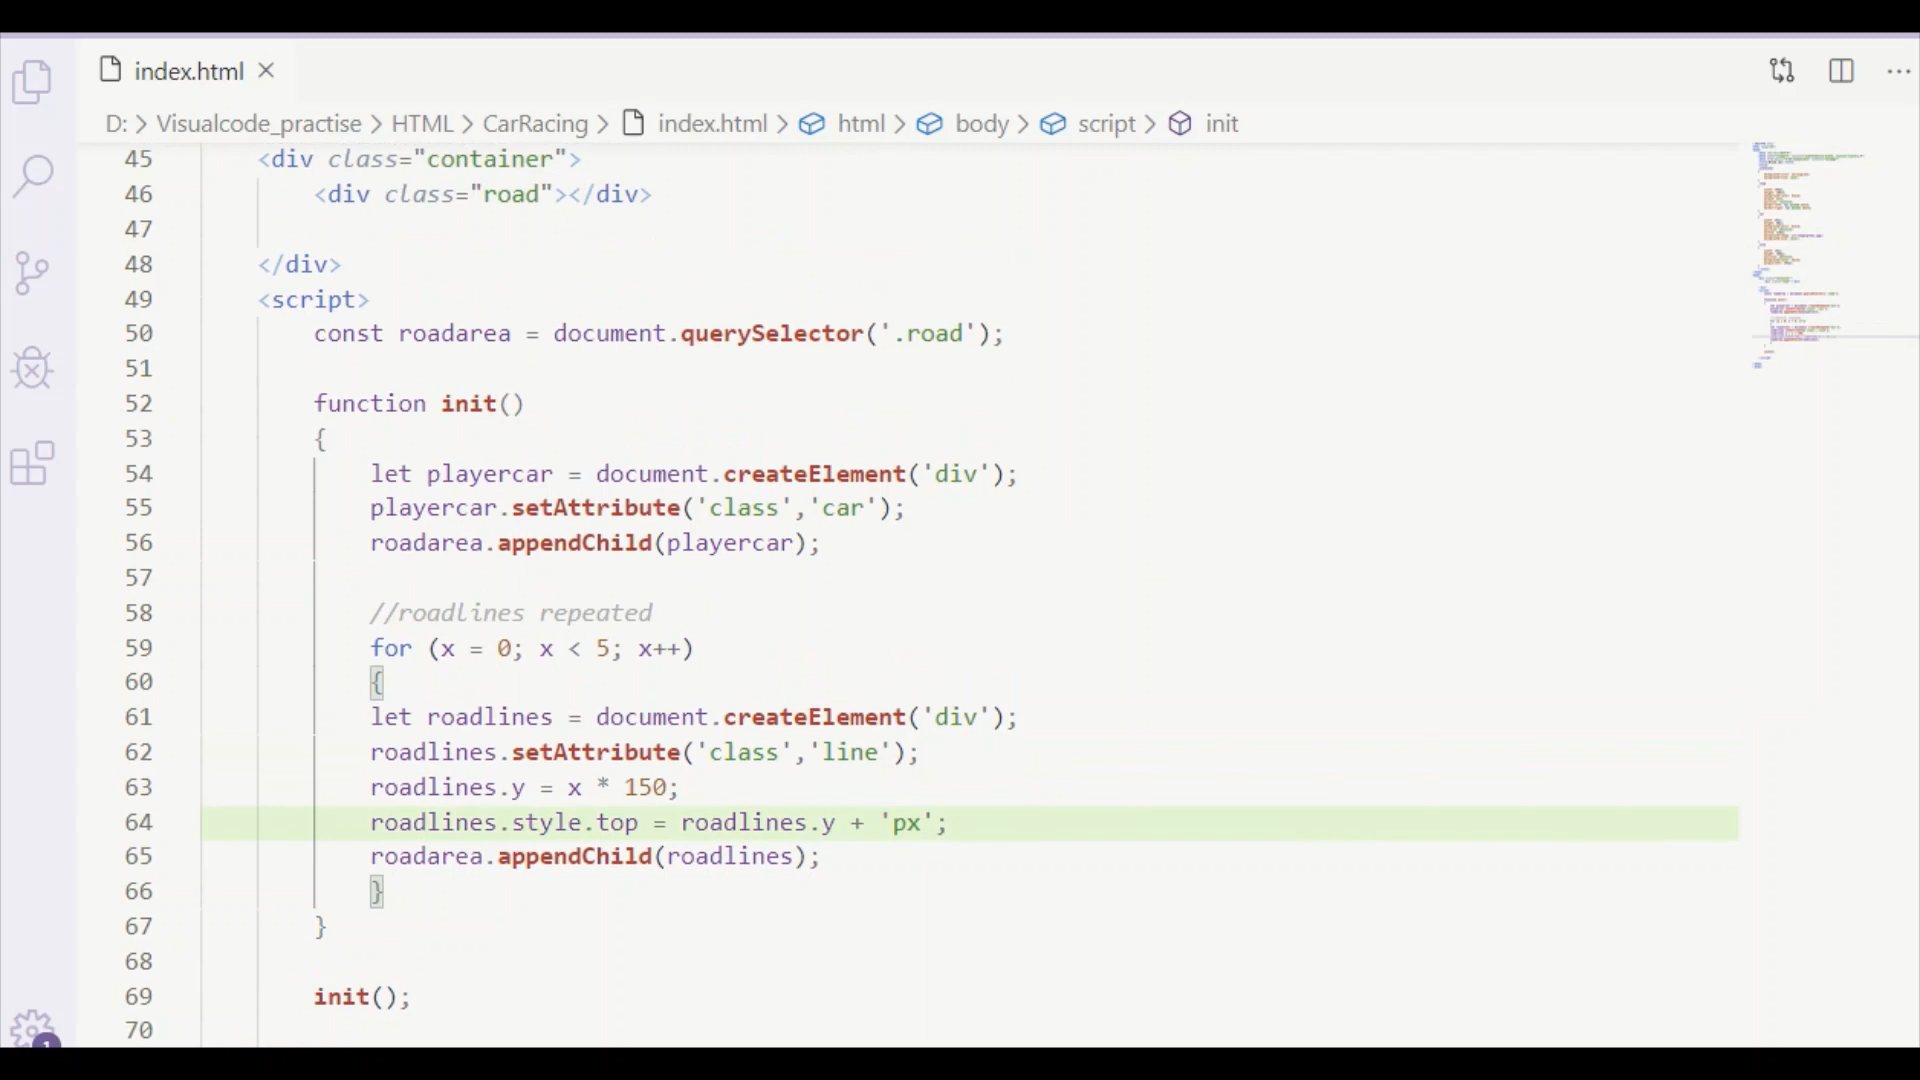 index.html
D: > Visualcode_practise > HTML > CarRacing > index.html > html > body > script > init
45 <div class="container">
46 <div class="road"></div>
47
48 </div>
49 <script>
50 const roadarea = document.querySelector('.road');
51
52 function init()
53 {
54 let playercar = document.createElement('div');
55 playercar.setAttribute('class','car');
56 roadarea.appendChild(playercar);
57
58 //roadlines repeated
59 for (x = 0; x < 5; x++)
60 {
61 let roadlines = document.createElement('div');
62 roadlines.setAttribute('class','line');
63 roadlines.y = x * 150;
64 roadlines.style.top = roadlines.y + 'px';
65 roadarea.appendChild(roadlines);
66 }
67 }
68
69 init();
70
1